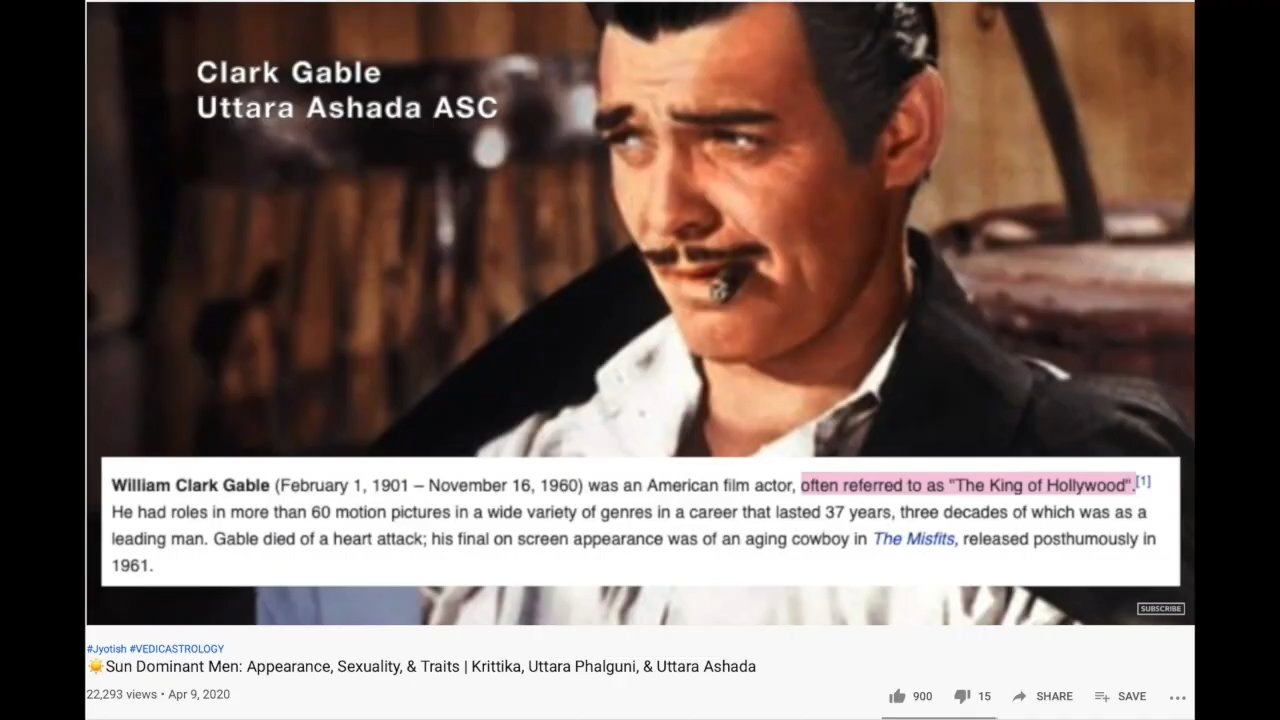 Clark Gable
Uttara Ashada ASC
William Clark Gable (February 1, 1901 – November 16, 1960) was an American film actor, often referred to as "The King of Hollywood".[1]
He had roles in more than 60 motion pictures in a wide variety of genres in a career that lasted 37 years, three decades of which was as a
leading man. Gable died of a heart attack; his final on screen appearance was of an aging cowboy in The Misfits, released posthumously in
1961.
SUBSCRIBE
#Jyotish #VEDICASTROLOGY
☀️Sun Dominant Men: Appearance, Sexuality, & Traits | Krittika, Uttara Phalguni, & Uttara Ashada
22,293 views • Apr 9, 2020
900 15 SHARE SAVE ...